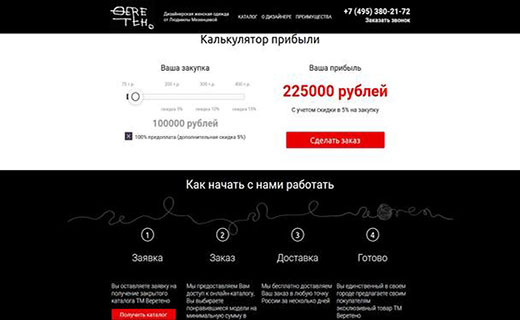 ВЕРЕ
ТЕНО
Дизайнерская женская одежда
от Людмилы Мезенцевой
КАТАЛОГ О ДИЗАЙНЕРЕ ПРЕИМУЩЕСТВА
+7 (495) 380-21-72
Заказать звонок
Калькулятор прибыли
Ваша закупка
75 т.р. 200 т.р. 300 т.р. 400 т.р.
скидка 5% скидка 10% скидка 15%
100000 рублей
100% предоплата (дополнительная скидка 5%)
Ваша прибыль
225000 рублей
С учетом скидки в 5% на закупку
Сделать заказ
Как начать с нами работать
1 2 3 4
Заявка Заказ Доставка Готово
Вы оставляете заявку на
получение закрытого
каталога ТМ Веретено
Получить каталог
Мы предоставляем Вам
доступ к онлайн-каталогу,
Вы выбираете
понравившиеся модели на
минимальную сумму в
Мы бесплатно доставляем
Ваш заказ в любую точку
России за несколько дней
Вы единственный в своем
городе предлагаете своим
покупателям
эксклюзивный товар ТМ
Веретено